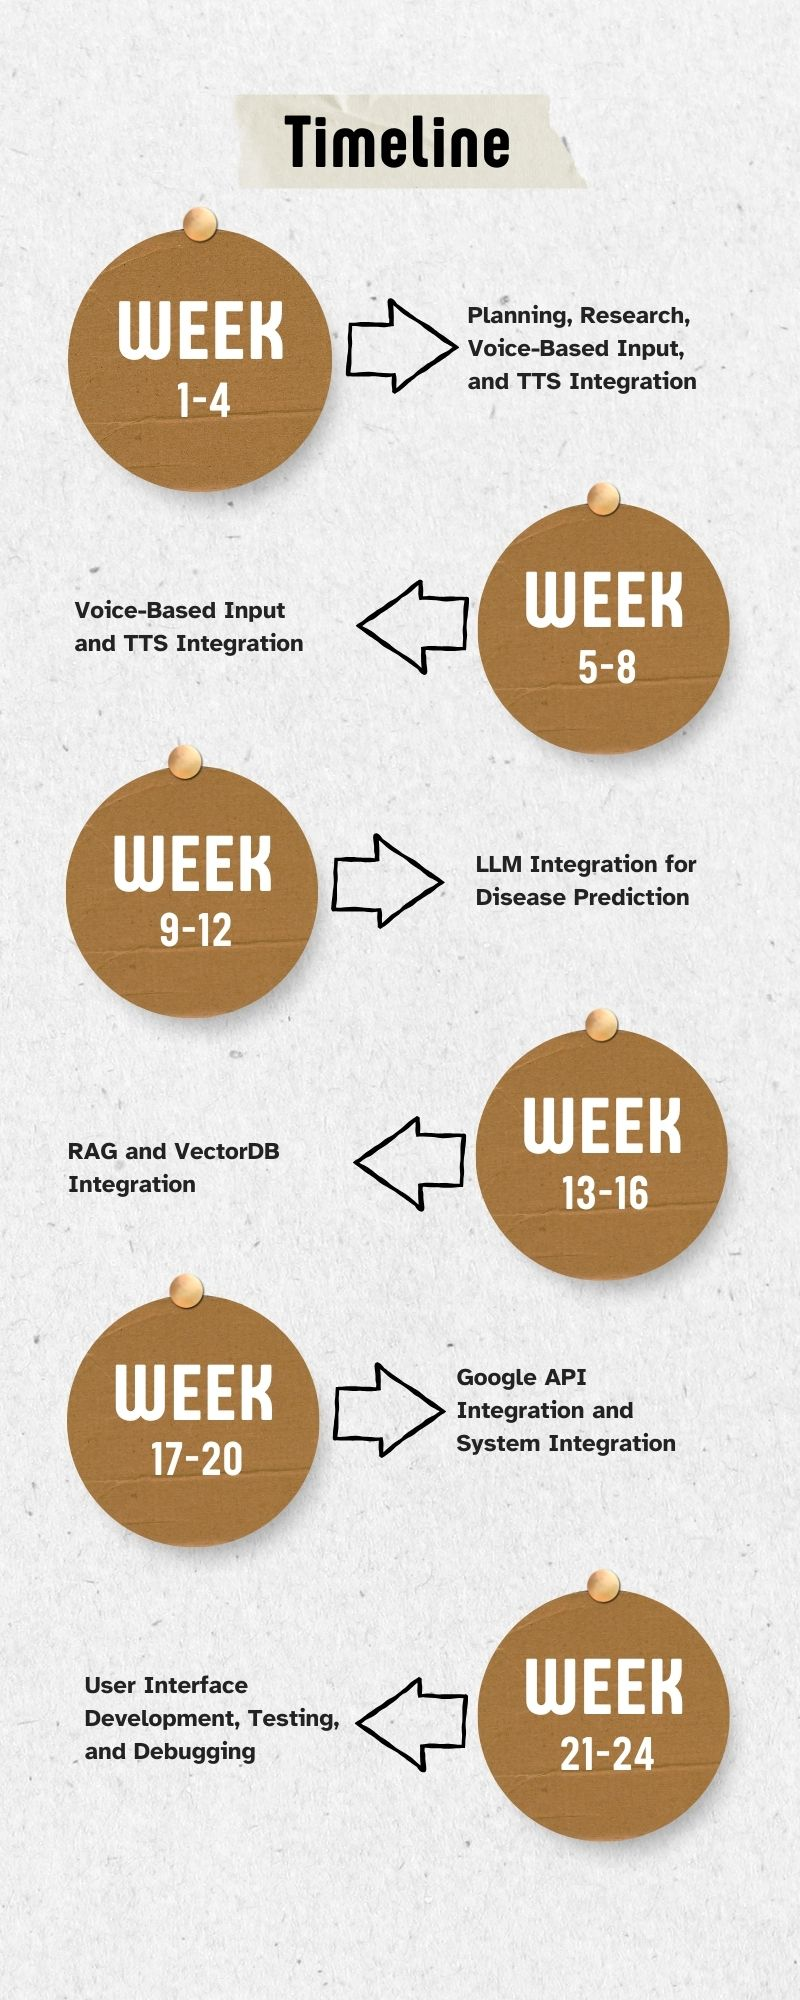 Timeline
WEEK
1-4
Planning, Research,
Voice-Based Input,
and TTS Integration
WEEK
5-8
Voice-Based Input
and TTS Integration
WEEK
9-12
LLM Integration for
Disease Prediction
WEEK
13-16
RAG and VectorDB
Integration
WEEK
17-20
Google API
Integration and
System Integration
WEEK
21-24
User Interface
Development, Testing,
and Debugging